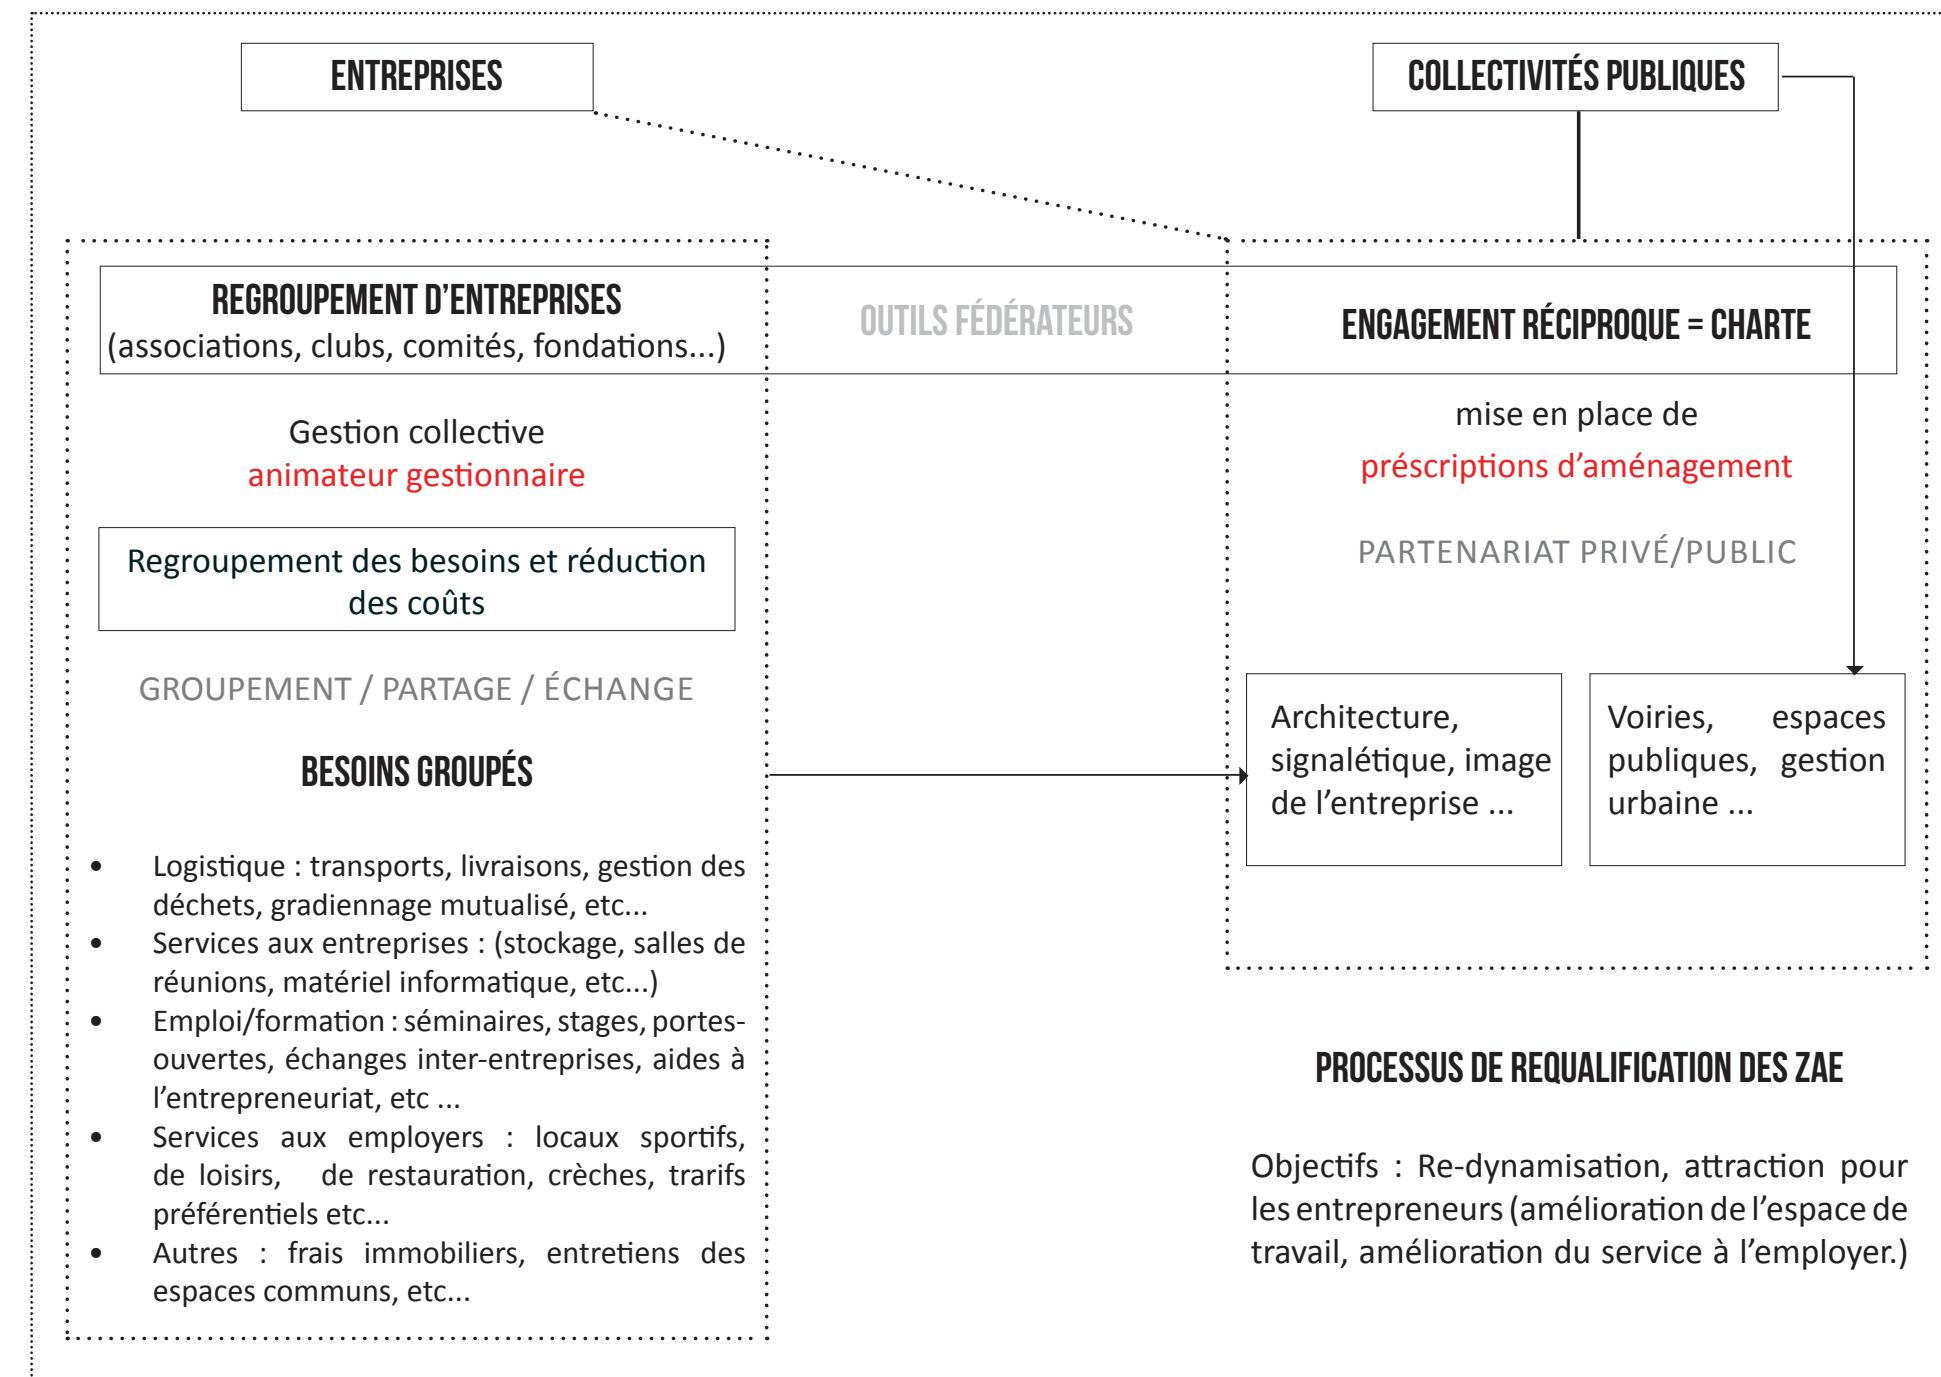 ENTREPRISES
COLLECTIVITÉS PUBLIQUES
REGROUPEMENT D’ENTREPRISES
(associations, clubs, comités, fondations...)
OUTILS FÉDÉRATEURS
ENGAGEMENT RÉCIPROQUE = CHARTE
Gestion collective
animateur gestionnaire
Regroupement des besoins et réduction
des coûts
GROUPEMENT / PARTAGE / ÉCHANGE
BESOINS GROUPÉS
• Logistique : transports, livraisons, gestion des
déchets, gradiennage mutualisé, etc...
• Services aux entreprises : (stockage, salles de
réunions, matériel informatique, etc...)
• Emploi/formation : séminaires, stages, portes-
ouvertes, échanges inter-entreprises, aides à
l’entrepreneuriat, etc ...
• Services aux employers : locaux sportifs,
de loisirs, de restauration, crèches, trarifs
préférentiels etc...
• Autres : frais immobiliers, entretiens des
espaces communs, etc...
mise en place de
préscriptions d’aménagement
PARTENARIAT PRIVÉ/PUBLIC
Architecture,
signalétique, image
de l’entreprise ...
Voiries, espaces
publiques, gestion
urbaine ...
PROCESSUS DE REQUALIFICATION DES ZAE
Objectifs : Re-dynamisation, attraction pour
les entrepreneurs (amélioration de l’espace de
travail, amélioration du service à l’employer.)